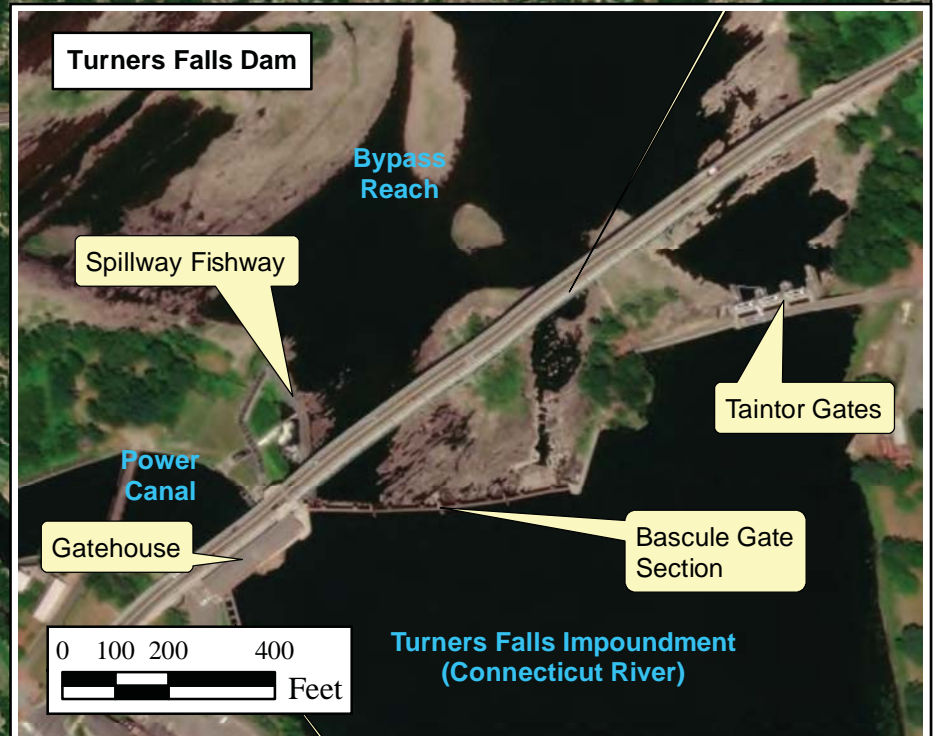 Turners Falls Dam
Bypass
Reach
Spillway Fishway
Taintor Gates
Power
Canal
Gatehouse
Bascule Gate
Section
Turners Falls Impoundment
(Connecticut River)
0 100 200 400
Feet